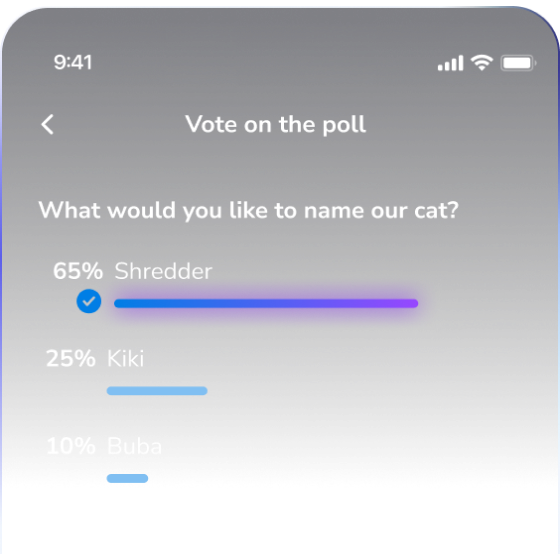 9:41
Vote on the poll
What would you like to name our cat?
65% Shredder
25% Kiki
10% Buba